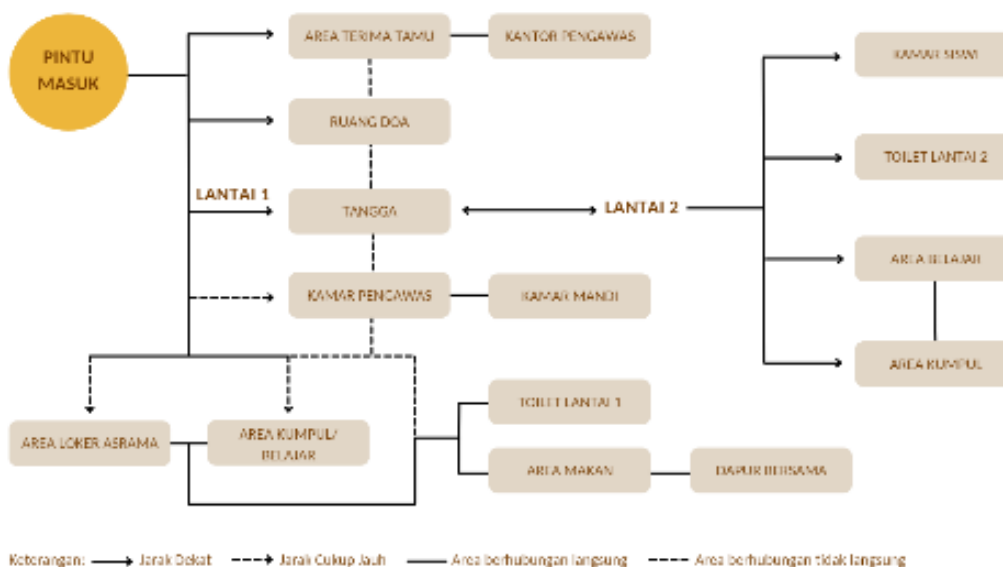 PINTU
MASUK
AREA TERIMA TAMU
KANTOR PENGAWAS
RUANG DOA
LANTAI 1
TANGGA
KAMAR PENGAWAS
KAMAR MANDI
AREA LOKER ASRAMA
AREA KUMPUL/
BELAJAR
TOILET LANTAI 1
AREA MAKAN
DAPUR BERSAMA
LANTAI 2
KAMAR SISWI
TOILET LANTAI 2
AREA BELAJAR
AREA KUMPUL
Keterangan: Jarak Dekat Jarak Cukup Jauh Area berhubungan langsung Area berhubungan tidak langsung